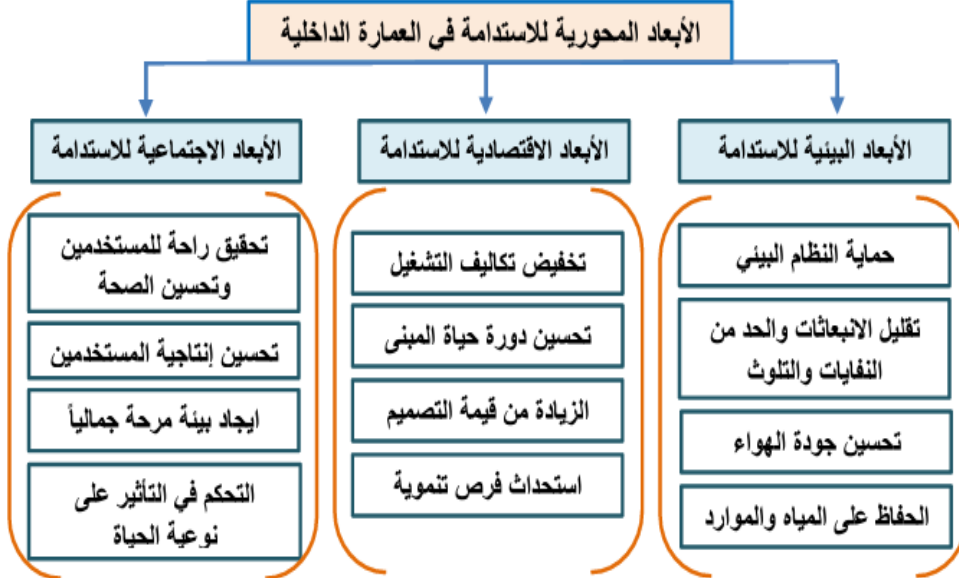 الأبعاد المحورية للاستدامة في العمارة الداخلية
الأبعاد البيئية للاستدامة
حماية النظام البيئي
تقليل الانبعاثات والحد من
النفايات والتلوث
تحسين جودة الهواء
الحفاظ على المياه والموارد
الأبعاد الاقتصادية للاستدامة
تخفيض تكاليف التشغيل
تحسين دورة حياة المبنى
الزيادة من قيمة التصميم
استحداث فرص تنموية
الأبعاد الاجتماعية للاستدامة
تحقيق راحة للمستخدمين
وتحسين الصحة
تحسين إنتاجية المستخدمين
ايجاد بيئة مرحة جمالياً
التحكم في التأثير على
نوعية الحياة